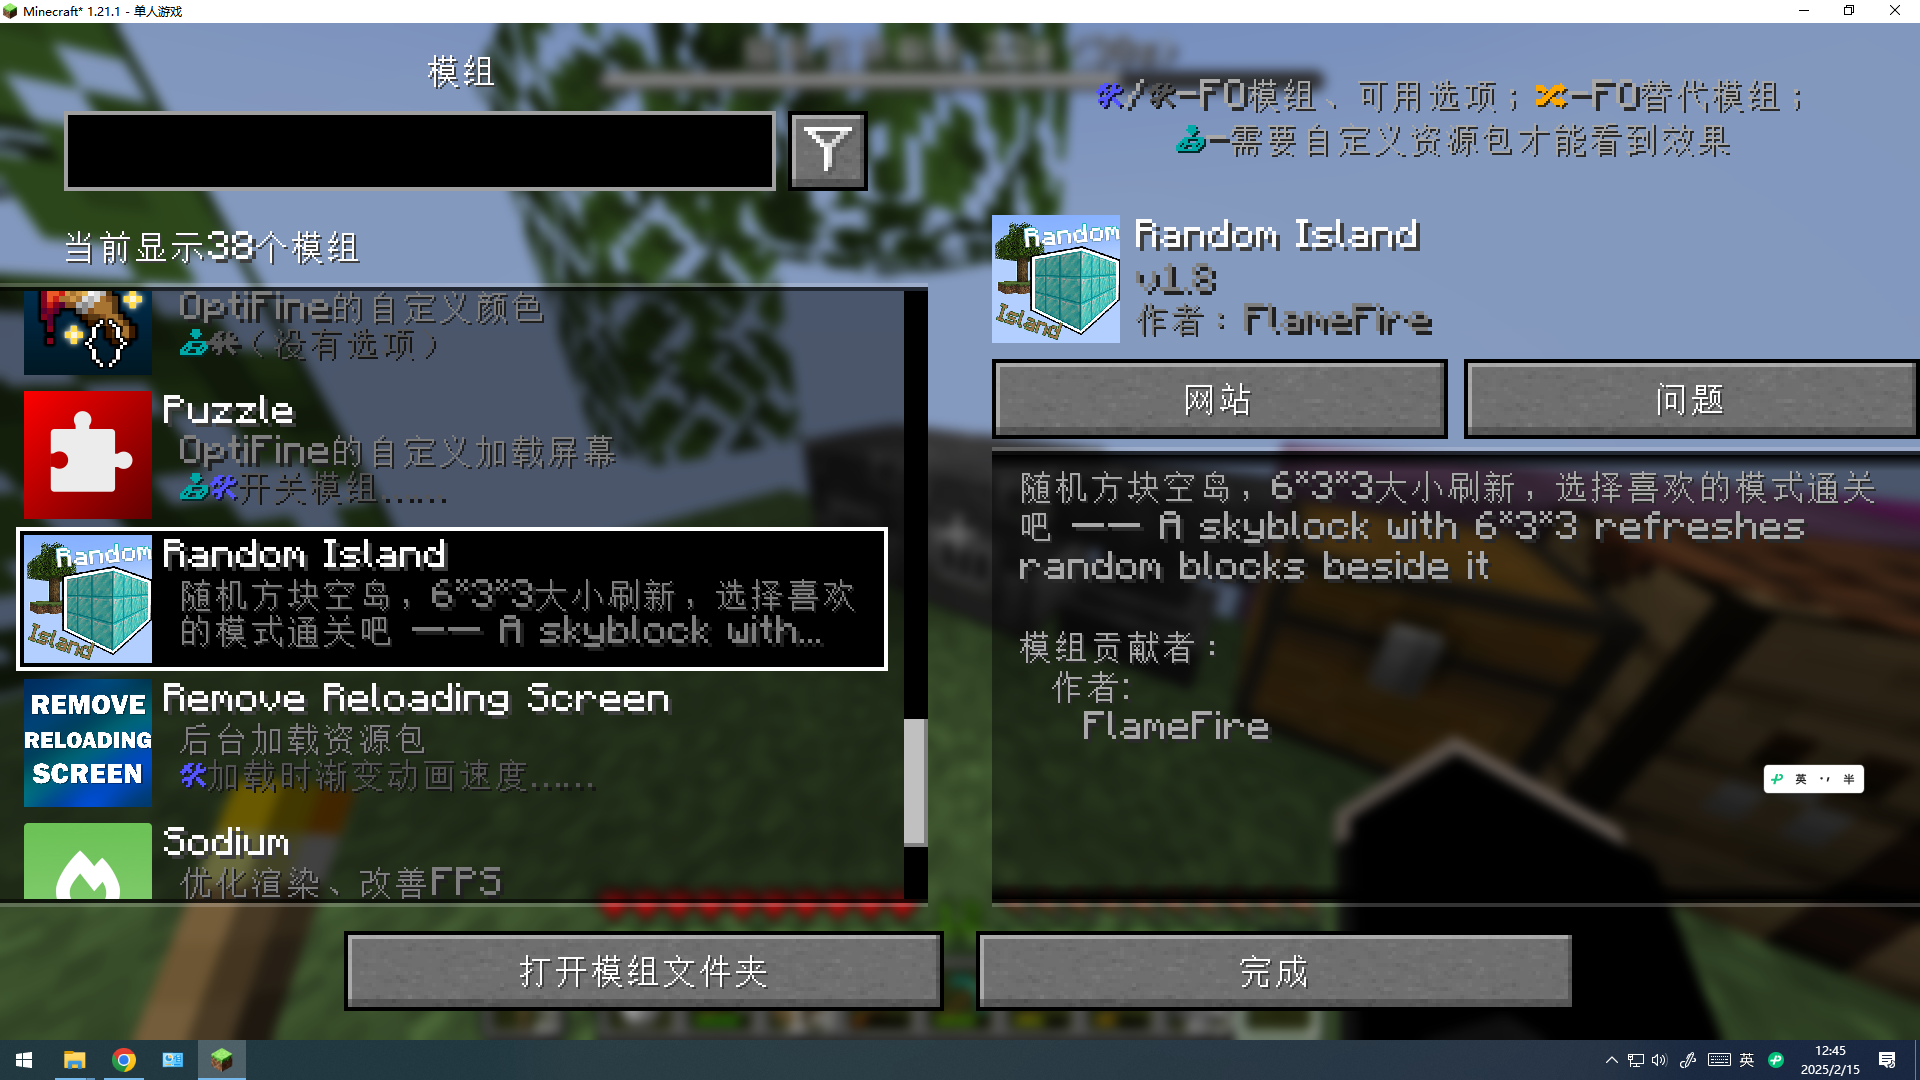 Minecraft* 1.21.1 - 单人游戏
模组
/-FO模组、可用选项；-FO替代模组；
-需要自定义资源包才能看到效果
当前显示38个模组
OptiFine的自定义颜色
（没有选项）
Puzzle
OptiFine的自定义加载屏幕
开关模组……
Random
Island
Random Island
随机方块空岛，6*3*3大小刷新，选择喜欢
的模式通关吧 —— A skyblock with...
REMOVE
RELOADING
SCREEN
Remove Reloading Screen
后台加载资源包
加载时渐变动画速度……
Sodium
优化渲染、改善FPS
Random
Island
Random Island
v1.8
作者：FlameFire
网站
问题
随机方块空岛，6*3*3大小刷新，选择喜欢的模式通关
吧 —— A skyblock with 6*3*3 refreshes
random blocks beside it
模组贡献者：
作者:
FlameFire
英 半
打开模组文件夹
完成
英
12:45
2025/2/15